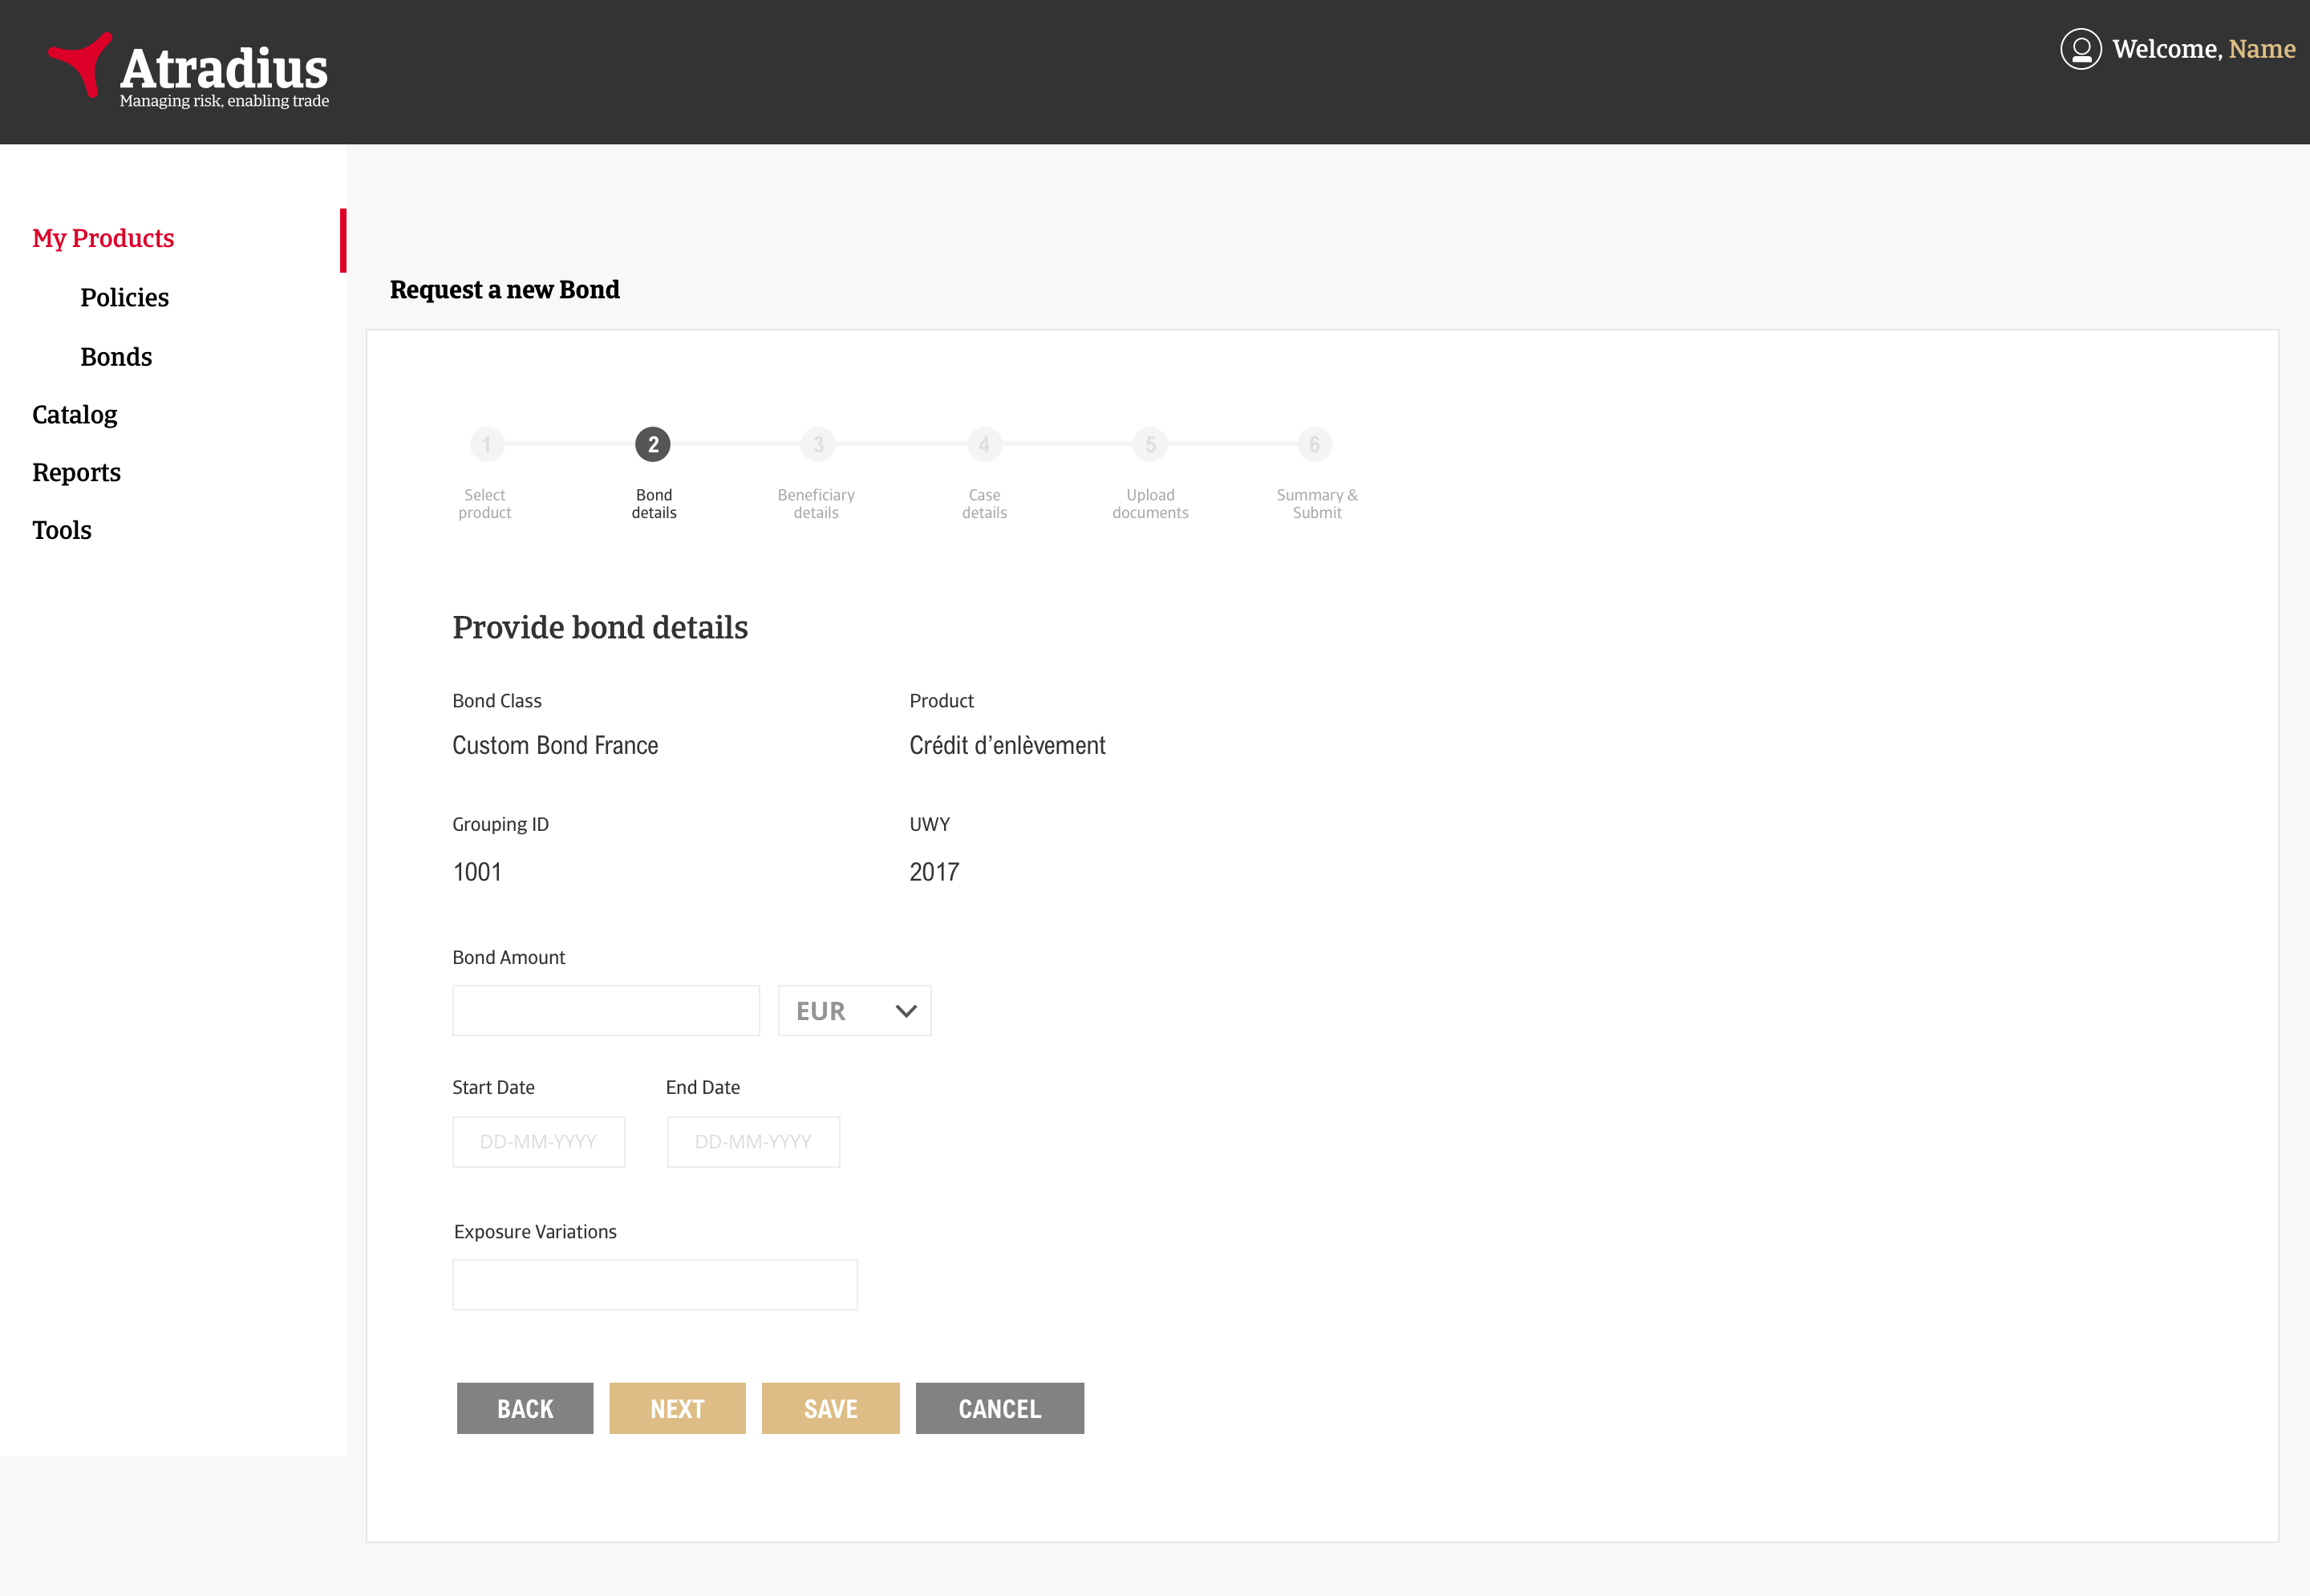 Atradius
Managing risk, enabling trade
Welcome, Name
My Products
Policies
Bonds
Catalog
Reports
Tools
Request a new Bond
1
2
3
4
5
6
Select
product
Bond
details
Beneficiary
details
Case
details
Upload
documents
Summary &
Submit
Provide bond details
Bond Class
Product
Custom Bond France
Crédit d’enlèvement
Grouping ID
UWY
1001
2017
Bond Amount
EUR
Start Date
End Date
DD-MM-YYYY
DD-MM-YYYY
Exposure Variations
BACK
NEXT
SAVE
CANCEL